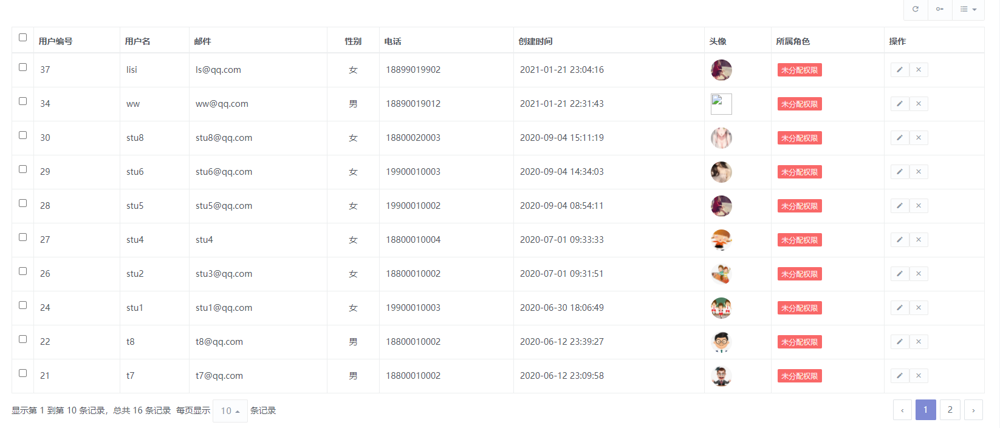 用户编号 用户名 邮件 性别 电话 创建时间 头像 所属角色 操作
37 lisi ls@qq.com 女 18899019902 2021-01-21 23:04:16 未分配权限
34 ww ww@qq.com 男 18890019012 2021-01-21 22:31:43 未分配权限
30 stu8 stu8@qq.com 女 18800020003 2020-09-04 15:11:19 未分配权限
29 stu6 stu6@qq.com 女 19900010003 2020-09-04 14:34:03 未分配权限
28 stu5 stu5@qq.com 女 19900010002 2020-09-04 08:54:11 未分配权限
27 stu4 stu4 女 18800010004 2020-07-01 09:33:33 未分配权限
26 stu2 stu3@qq.com 女 18800010002 2020-07-01 09:31:51 未分配权限
24 stu1 stu1@qq.com 女 19900010003 2020-06-30 18:06:49 未分配权限
22 t8 t8@qq.com 男 18800010002 2020-06-12 23:39:27 未分配权限
21 t7 t7@qq.com 男 18800010002 2020-06-12 23:09:58 未分配权限
显示第 1 到第 10 条记录，总共 16 条记录 每页显示 10 条记录 ‹ 1 2 ›